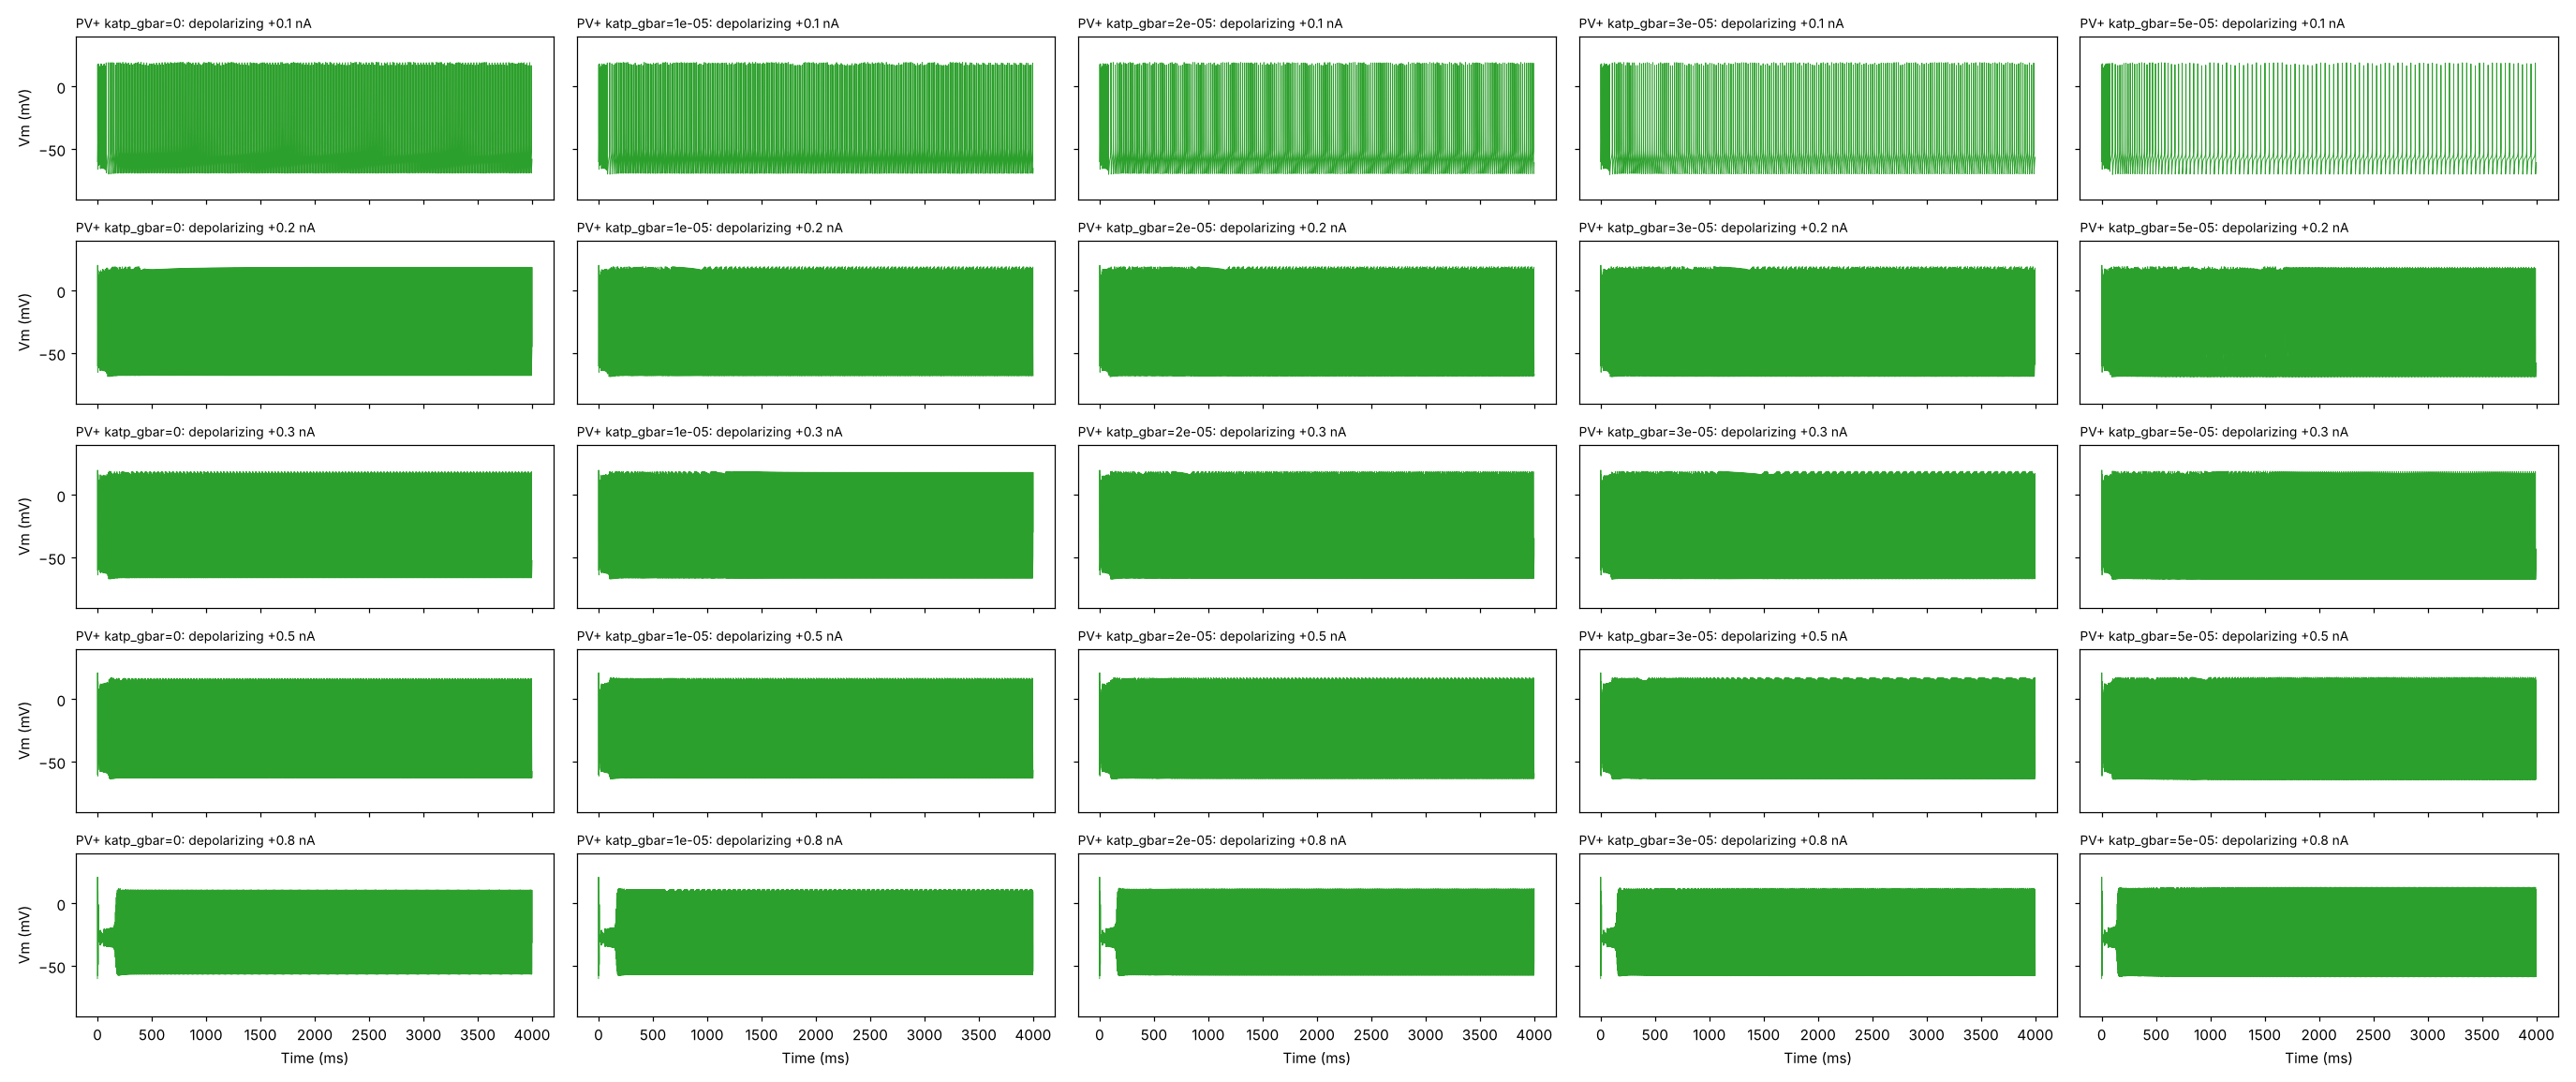 PV+ katp_gbar=0: depolarizing +0.1 nA
PV+ katp_gbar=1e-05: depolarizing +0.1 nA
PV+ katp_gbar=2e-05: depolarizing +0.1 nA
PV+ katp_gbar=3e-05: depolarizing +0.1 nA
PV+ katp_gbar=5e-05: depolarizing +0.1 nA
Vm (mV)
0
−50
PV+ katp_gbar=0: depolarizing +0.2 nA
PV+ katp_gbar=1e-05: depolarizing +0.2 nA
PV+ katp_gbar=2e-05: depolarizing +0.2 nA
PV+ katp_gbar=3e-05: depolarizing +0.2 nA
PV+ katp_gbar=5e-05: depolarizing +0.2 nA
Vm (mV)
0
−50
PV+ katp_gbar=0: depolarizing +0.3 nA
PV+ katp_gbar=1e-05: depolarizing +0.3 nA
PV+ katp_gbar=2e-05: depolarizing +0.3 nA
PV+ katp_gbar=3e-05: depolarizing +0.3 nA
PV+ katp_gbar=5e-05: depolarizing +0.3 nA
Vm (mV)
0
−50
PV+ katp_gbar=0: depolarizing +0.5 nA
PV+ katp_gbar=1e-05: depolarizing +0.5 nA
PV+ katp_gbar=2e-05: depolarizing +0.5 nA
PV+ katp_gbar=3e-05: depolarizing +0.5 nA
PV+ katp_gbar=5e-05: depolarizing +0.5 nA
Vm (mV)
0
−50
PV+ katp_gbar=0: depolarizing +0.8 nA
PV+ katp_gbar=1e-05: depolarizing +0.8 nA
PV+ katp_gbar=2e-05: depolarizing +0.8 nA
PV+ katp_gbar=3e-05: depolarizing +0.8 nA
PV+ katp_gbar=5e-05: depolarizing +0.8 nA
Vm (mV)
0
−50
0 500 1000 1500 2000 2500 3000 3500 4000
0 500 1000 1500 2000 2500 3000 3500 4000
0 500 1000 1500 2000 2500 3000 3500 4000
0 500 1000 1500 2000 2500 3000 3500 4000
0 500 1000 1500 2000 2500 3000 3500 4000
Time (ms)
Time (ms)
Time (ms)
Time (ms)
Time (ms)